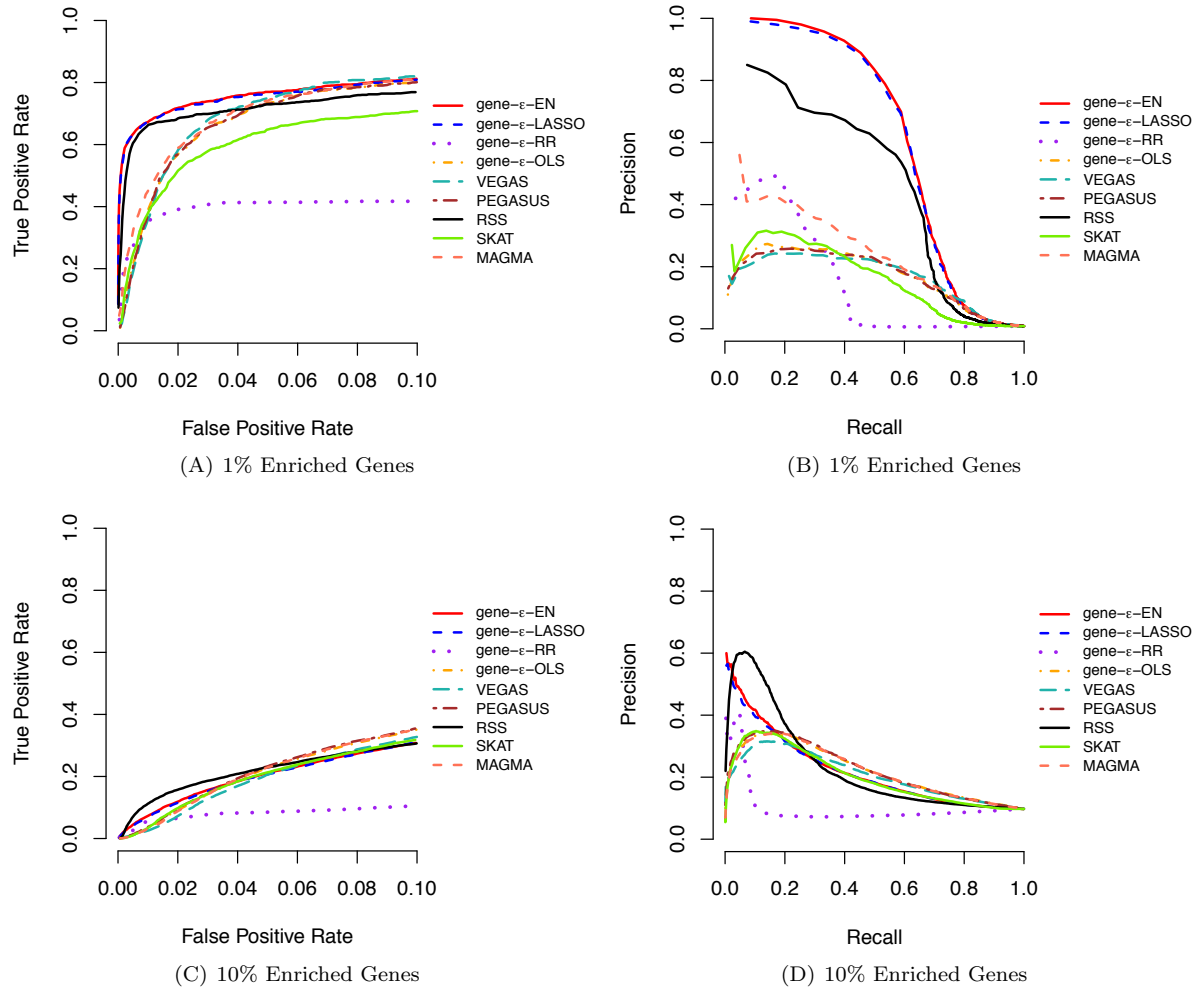 True Positive Rate
0.0 0.2 0.4 0.6 0.8 1.0
0.00 0.02 0.04 0.06 0.08 0.10
False Positive Rate
gene-ε-EN
gene-ε-LASSO
gene-ε-RR
gene-ε-OLS
VEGAS
PEGASUS
RSS
SKAT
MAGMA
(A) 1% Enriched Genes
Precision
0.0 0.2 0.4 0.6 0.8 1.0
0.0 0.2 0.4 0.6 0.8 1.0
Recall
gene-ε-EN
gene-ε-LASSO
gene-ε-RR
gene-ε-OLS
VEGAS
PEGASUS
RSS
SKAT
MAGMA
(B) 1% Enriched Genes
True Positive Rate
0.0 0.2 0.4 0.6 0.8 1.0
0.00 0.02 0.04 0.06 0.08 0.10
False Positive Rate
gene-ε-EN
gene-ε-LASSO
gene-ε-RR
gene-ε-OLS
VEGAS
PEGASUS
RSS
SKAT
MAGMA
(C) 10% Enriched Genes
Precision
0.0 0.2 0.4 0.6 0.8 1.0
0.0 0.2 0.4 0.6 0.8 1.0
Recall
gene-ε-EN
gene-ε-LASSO
gene-ε-RR
gene-ε-OLS
VEGAS
PEGASUS
RSS
SKAT
MAGMA
(D) 10% Enriched Genes